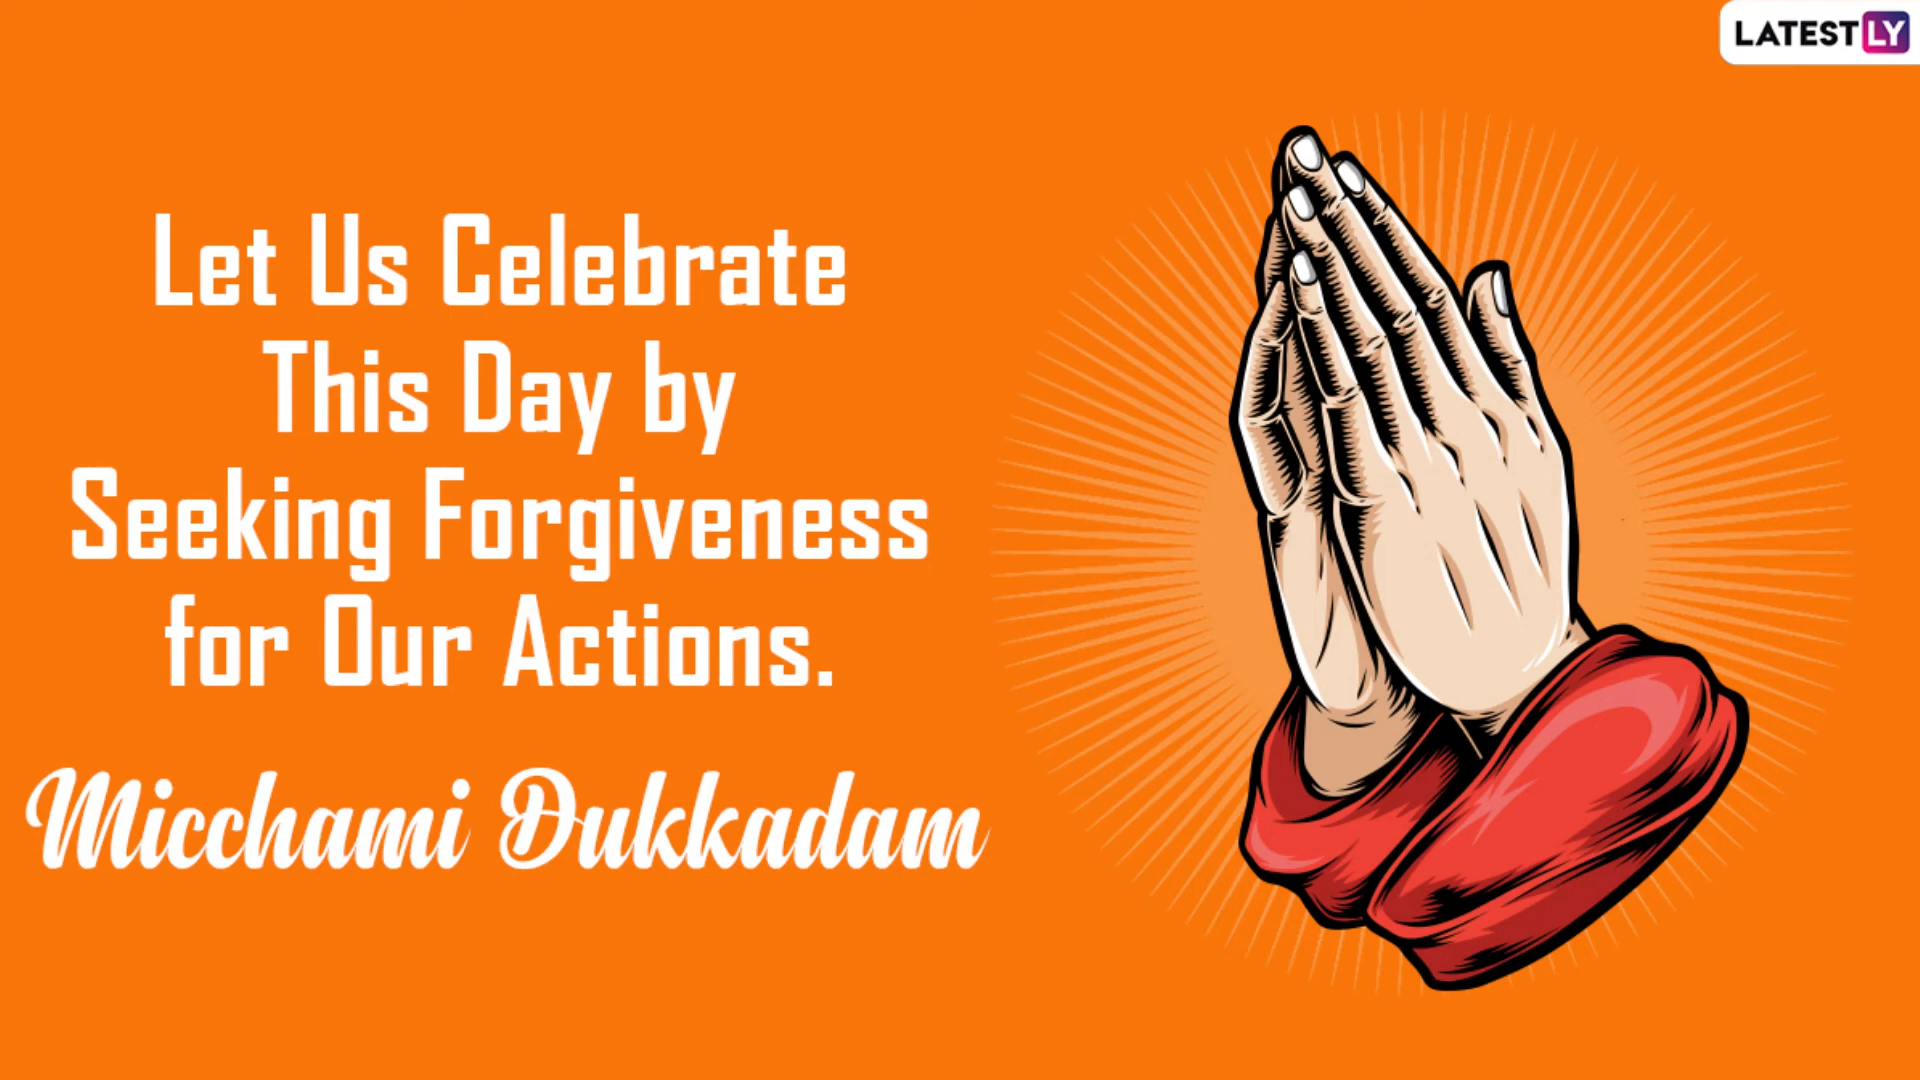 LATESTLY
Let Us Celebrate
This Day by
Seeking Forgiveness
for Our Actions.
Micchami Dukkadam